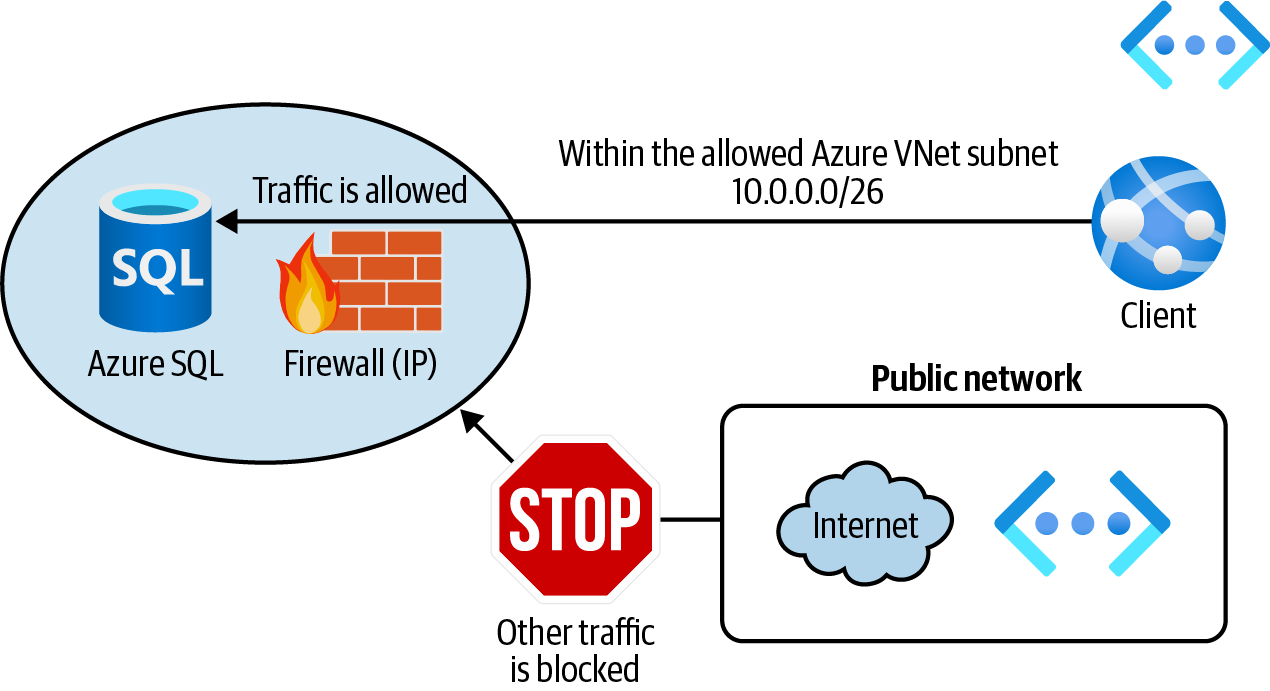 Within the allowed Azure VNet subnet
10.0.0.0/26
Traffic is allowed
SQL
Azure SQL
Firewall (IP)
Client
Public network
Internet
STOP
Other traffic
is blocked